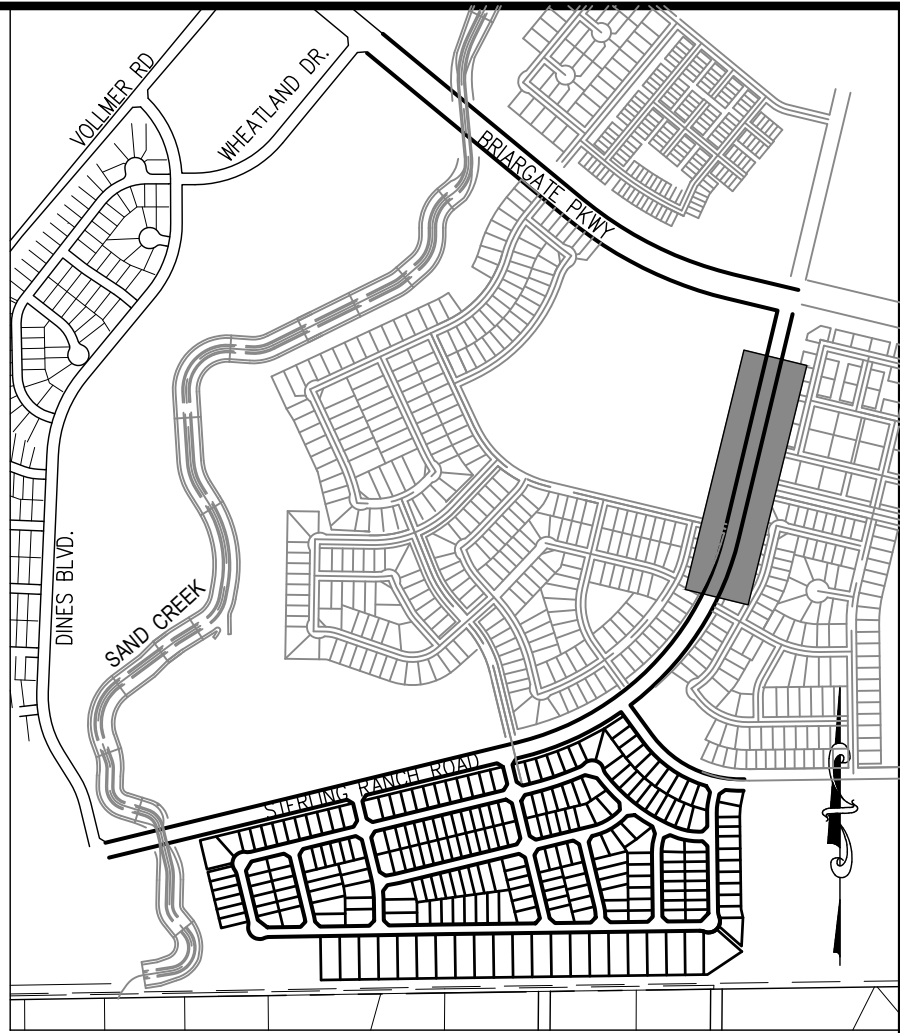 VOLLMER RD
WHEATLAND DR.
BRIARGATE PKWY
DINES BLVD.
SAND CREEK
STERLING RANCH ROAD